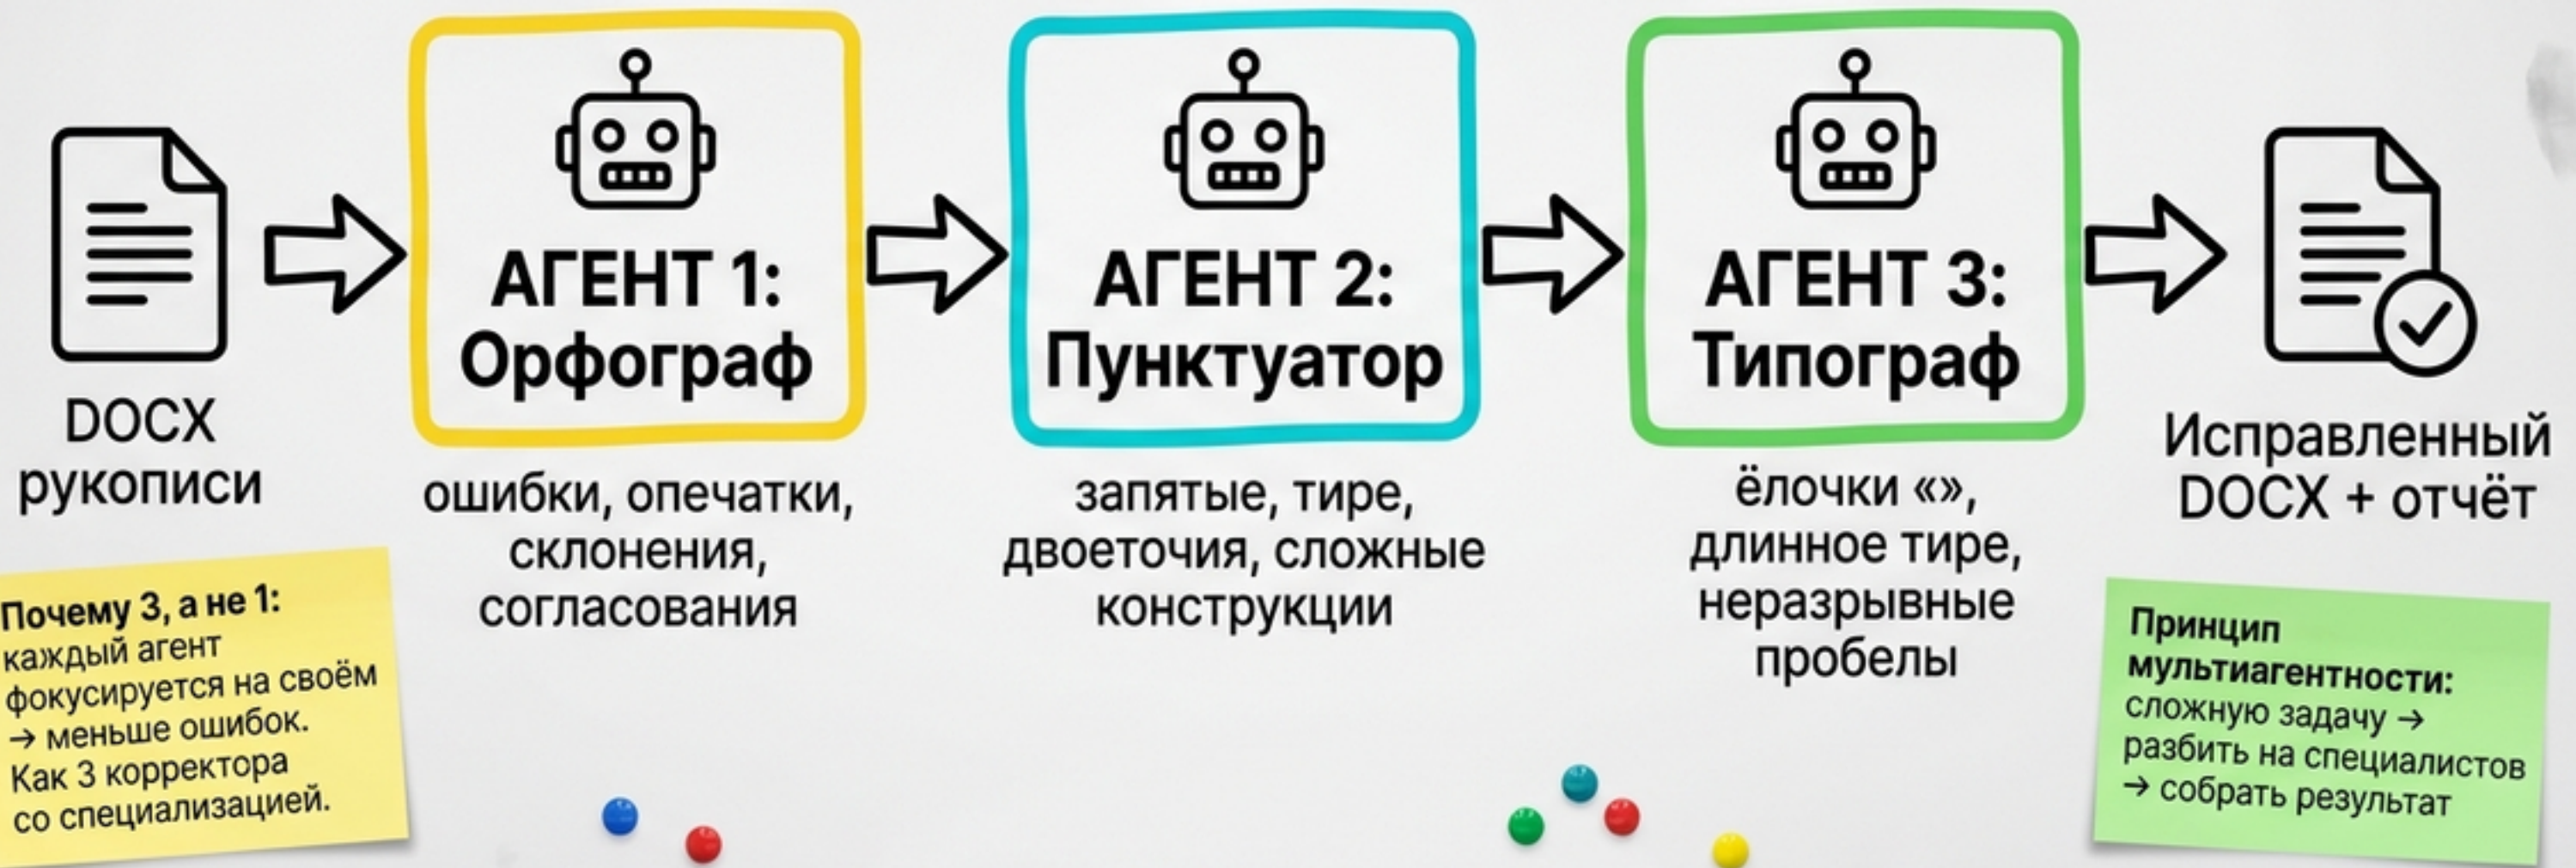 DOCX
рукописи
АГЕНТ 1:
Орфограф
ошибки, опечатки,
склонения,
согласования
АГЕНТ 2:
Пунктуатор
запятые, тире,
двоеточия, сложные
конструкции
АГЕНТ 3:
Типограф
ёлочки «»,
длинное тире,
неразрывные
пробелы
Исправленный
DOCX + отчёт
Почему 3, а не 1:
каждый агент
фокусируется на своём
→ меньше ошибок.
Как 3 корректора
со специализацией.
Принцип
мультиагентности:
сложную задачу →
разбить на специалистов
→ собрать результат